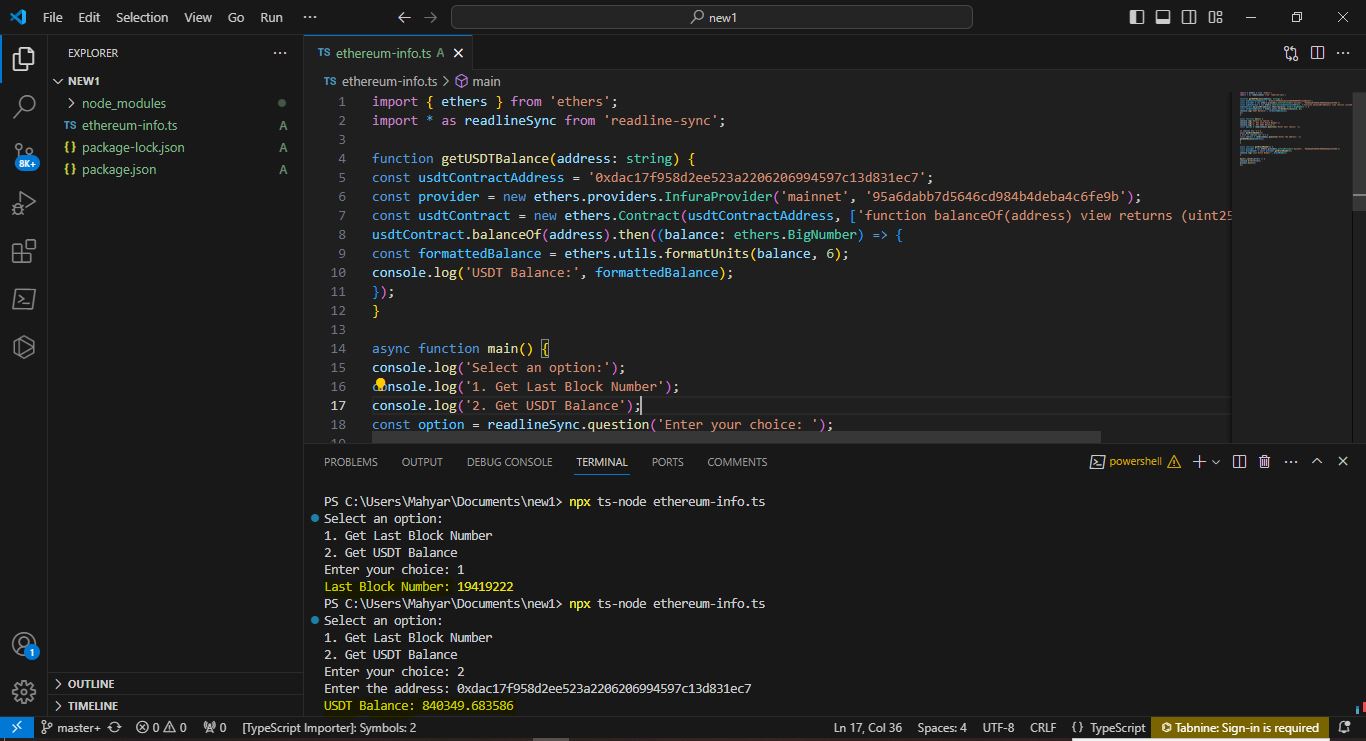 File Edit Selection View Go Run ··· new1
EXPLORER ···
NEW1
node_modules
TS ethereum-info.ts A
{} package-lock.json A
{} package.json A
8K+
1
OUTLINE
TIMELINE
TS ethereum-info.ts A
TS ethereum-info.ts > main
1 import { ethers } from 'ethers';
2 import * as readlineSync from 'readline-sync';
3
4 function getUSDTBalance(address: string) {
5 const usdtContractAddress = '0xdac17f958d2ee523a2206206994597c13d831ec7';
6 const provider = new ethers.providers.InfuraProvider('mainnet', '95a6dabb7d5646cd984b4deba4c6fe9b');
7 const usdtContract = new ethers.Contract(usdtContractAddress, ['function balanceOf(address) view returns (uint25
8 usdtContract.balanceOf(address).then((balance: ethers.BigNumber) => {
9 const formattedBalance = ethers.utils.formatUnits(balance, 6);
10 console.log('USDT Balance:', formattedBalance);
11 });
12 }
13
14 async function main() {
15 console.log('Select an option:');
16 console.log('1. Get Last Block Number');
17 console.log('2. Get USDT Balance');
18 const option = readlineSync.question('Enter your choice: ');
19
PROBLEMS OUTPUT DEBUG CONSOLE TERMINAL PORTS COMMENTS powershell
PS C:\Users\Mahyar\Documents\new1> npx ts-node ethereum-info.ts
Select an option:
1. Get Last Block Number
2. Get USDT Balance
Enter your choice: 1
Last Block Number: 19419222
PS C:\Users\Mahyar\Documents\new1> npx ts-node ethereum-info.ts
Select an option:
1. Get Last Block Number
2. Get USDT Balance
Enter your choice: 2
Enter the address: 0xdac17f958d2ee523a2206206994597c13d831ec7
USDT Balance: 840349.683586
master+ 0 0 0 [TypeScript Importer]: Symbols: 2 Ln 17, Col 36 Spaces: 4 UTF-8 CRLF {} TypeScript Tabnine: Sign-in is required